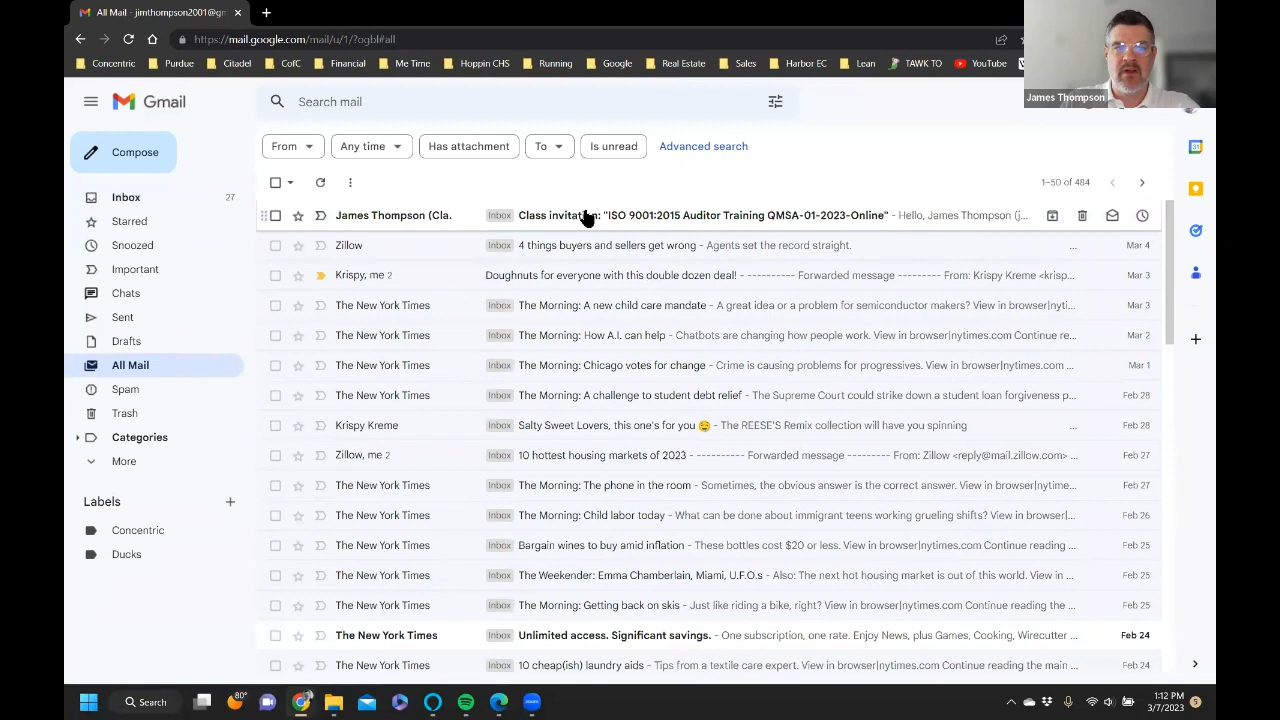 All Mail - jimthompson2001@gm
https://mail.google.com/mail/u/1/?ogbl#all
Concentric Purdue Citadel CofC Financial Me Time Hoppin CHS Running Google Real Estate Sales Harbor EC Lean TAWK TO YouTube
James Thompson
Gmail
Search mail
Compose
From Any time Has attachment To Is unread Advanced search
1–50 of 484
Inbox 27
Starred
Snoozed
Important
Chats
Sent
Drafts
All Mail
Spam
Trash
Categories
More
Labels
Concentric
Ducks
James Thompson (Cla. Inbox Class invitation: "ISO 9001:2015 Auditor Training QMSA-01-2023-Online" - Hello, James Thompson (j...
Zillow Inbox 4 things buyers and sellers get wrong - Agents set the record straight. ... Mar 4
Krispy, me 2 Doughnuts for everyone with this double dozen deal! - ---------- Forwarded message --------- From: Krispy Kreme <krisp... Mar 3
The New York Times Inbox The Morning: A new child care mandate - A great idea or a problem for semiconductor makers? View in browser|nyti... Mar 3
The New York Times Inbox The Morning: How A.I. can help - Chatbots are changing how people work. View in browser|nytimes.com Continue re... Mar 2
The New York Times Inbox The Morning: Chicago votes for change - Crime is causing problems for progressives. View in browser|nytimes.com ... Mar 1
The New York Times Inbox The Morning: A challenge to student debt relief - The Supreme Court could strike down a student loan forgiveness p... Feb 28
Krispy Kreme Inbox Salty Sweet Lovers, this one's for you 🤤 - The REESE'S Remix collection will have you spinning ... Feb 28
Zillow, me 2 Inbox 10 hottest housing markets of 2023 - ---------- Forwarded message --------- From: Zillow <reply@mail.zillow.com> ... Feb 27
The New York Times Inbox The Morning: The phone in the room - Sometimes, the obvious answer is the correct answer. View in browser|nytime... Feb 27
The New York Times Inbox The Morning: Child labor today - What can be done about immigrant teens working grueling shifts? View in browser|... Feb 26
The New York Times Inbox Bargain wines to buy amid inflation - These bottles cost $20 or less. View in browser|nytimes.com Continue reading ... Feb 25
The New York Times Inbox The Weekender: Emma Chamberlain, Miami, U.F.O.s - Also: The next hot housing market is out of this world. View in ... Feb 25
The New York Times Inbox The Morning: Getting back on skis - Just like riding a bike, right? View in browser|nytimes.com Continue reading the ... Feb 25
The New York Times Inbox Unlimited access. Significant savings. - One subscription, one rate. Enjoy News, plus Games, Cooking, Wirecutter ... Feb 24
The New York Times Inbox 10 cheap(ish) laundry aids - Tips from a textile care expert. View in browser|nytimes.com Continue reading the main ... Feb 24
Search
80°
zoom
1:12 PM
3/7/2023
5